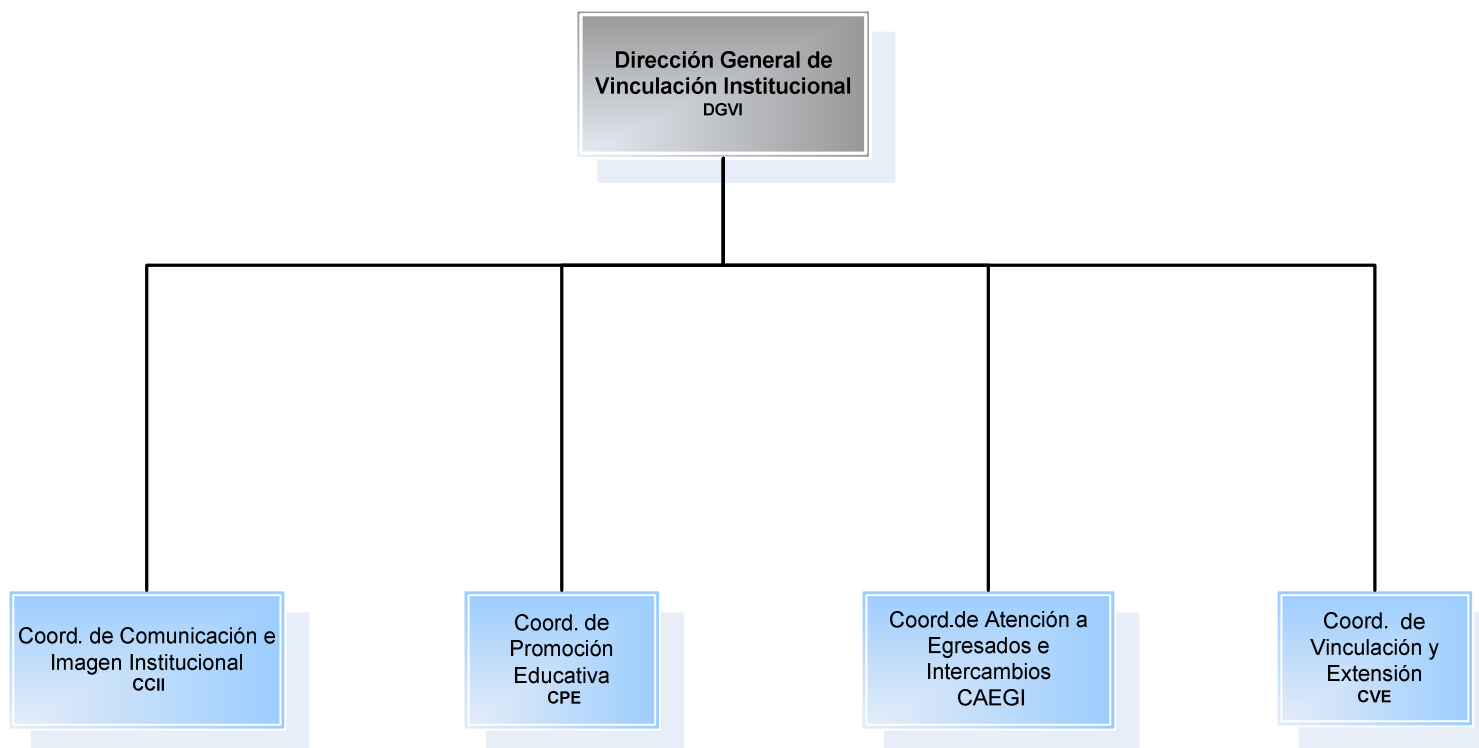 Dirección General de
Vinculación Institucional
DGVI
Coord. de Comunicación e
Imagen Institucional
CCII
Coord. de
Promoción
Educativa
CPE
Coord.de Atención a
Egresados e
Intercambios
CAEGI
Coord. de
Vinculación y
Extensión
CVE